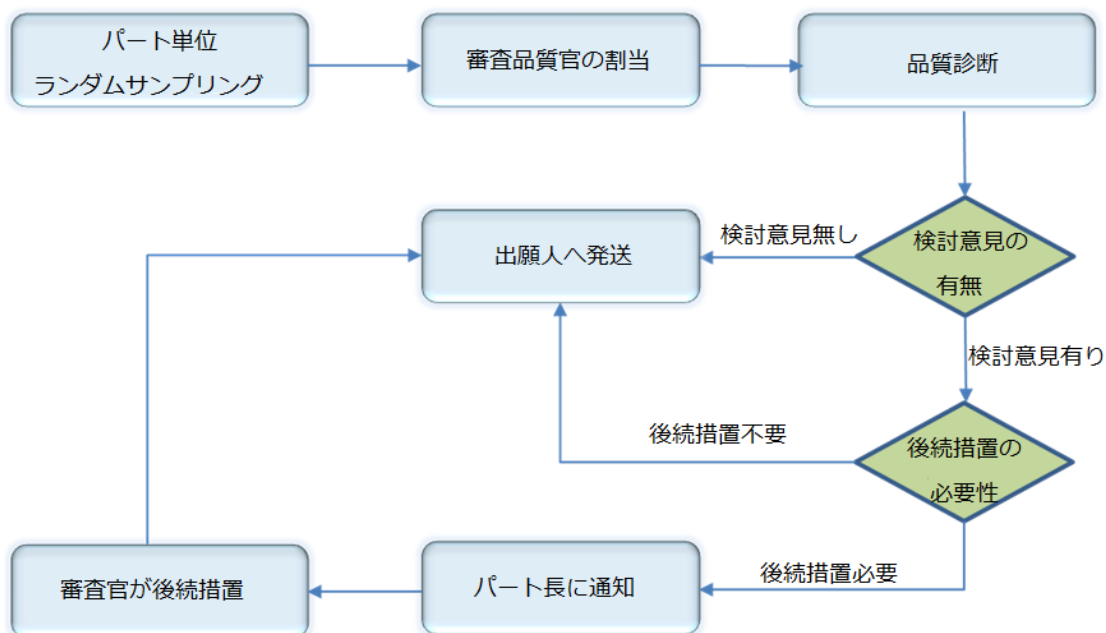 パート単位
ランダムサンプリング
審査品質官の割当
品質診断
検討意見の
有無
検討意見無し
出願人へ発送
検討意見有り
後続措置の
必要性
後続措置不要
後続措置必要
パート長に通知
審査官が後続措置